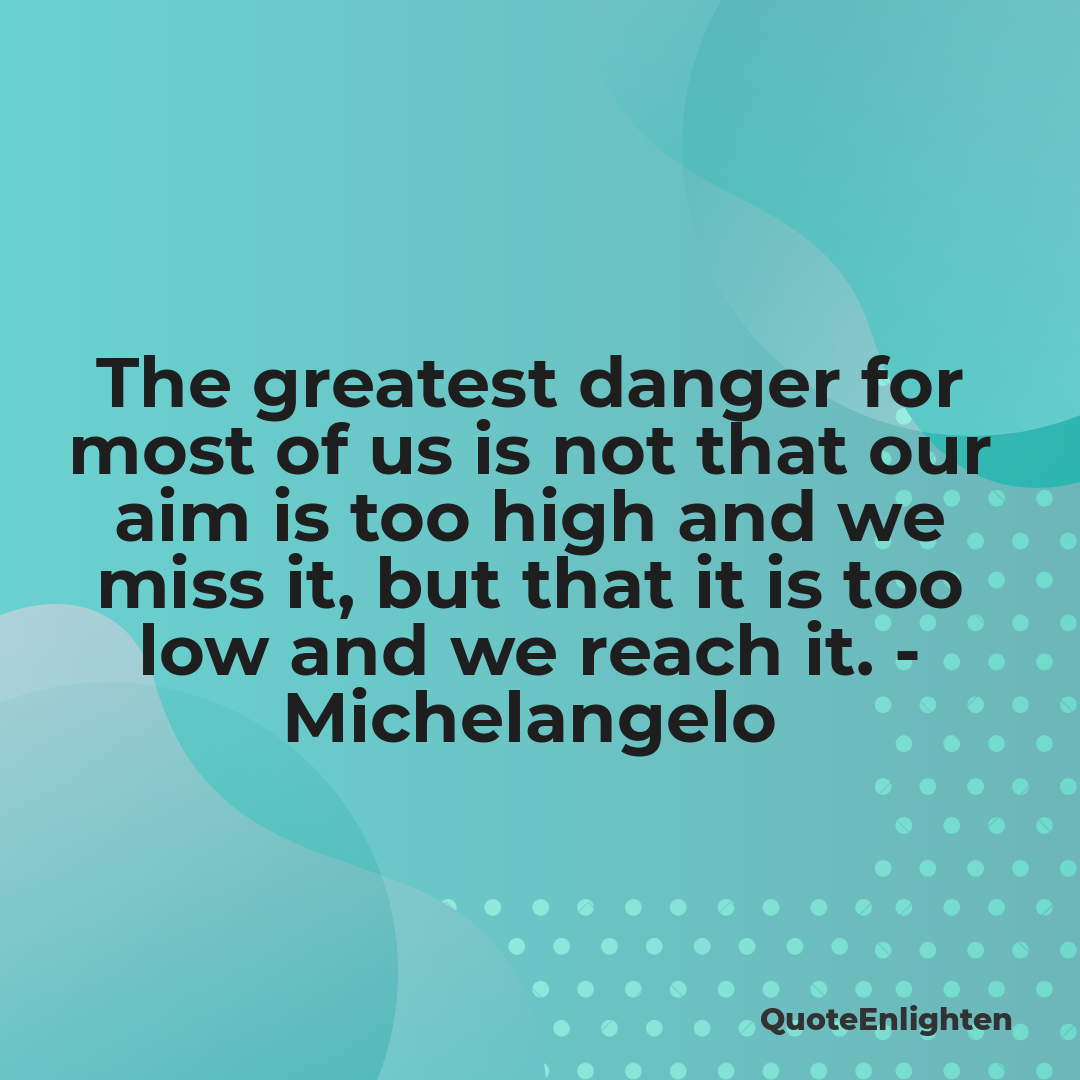 The greatest danger for
most of us is not that our
aim is too high and we
miss it, but that it is too
low and we reach it. -
Michelangelo
QuoteEnlighten